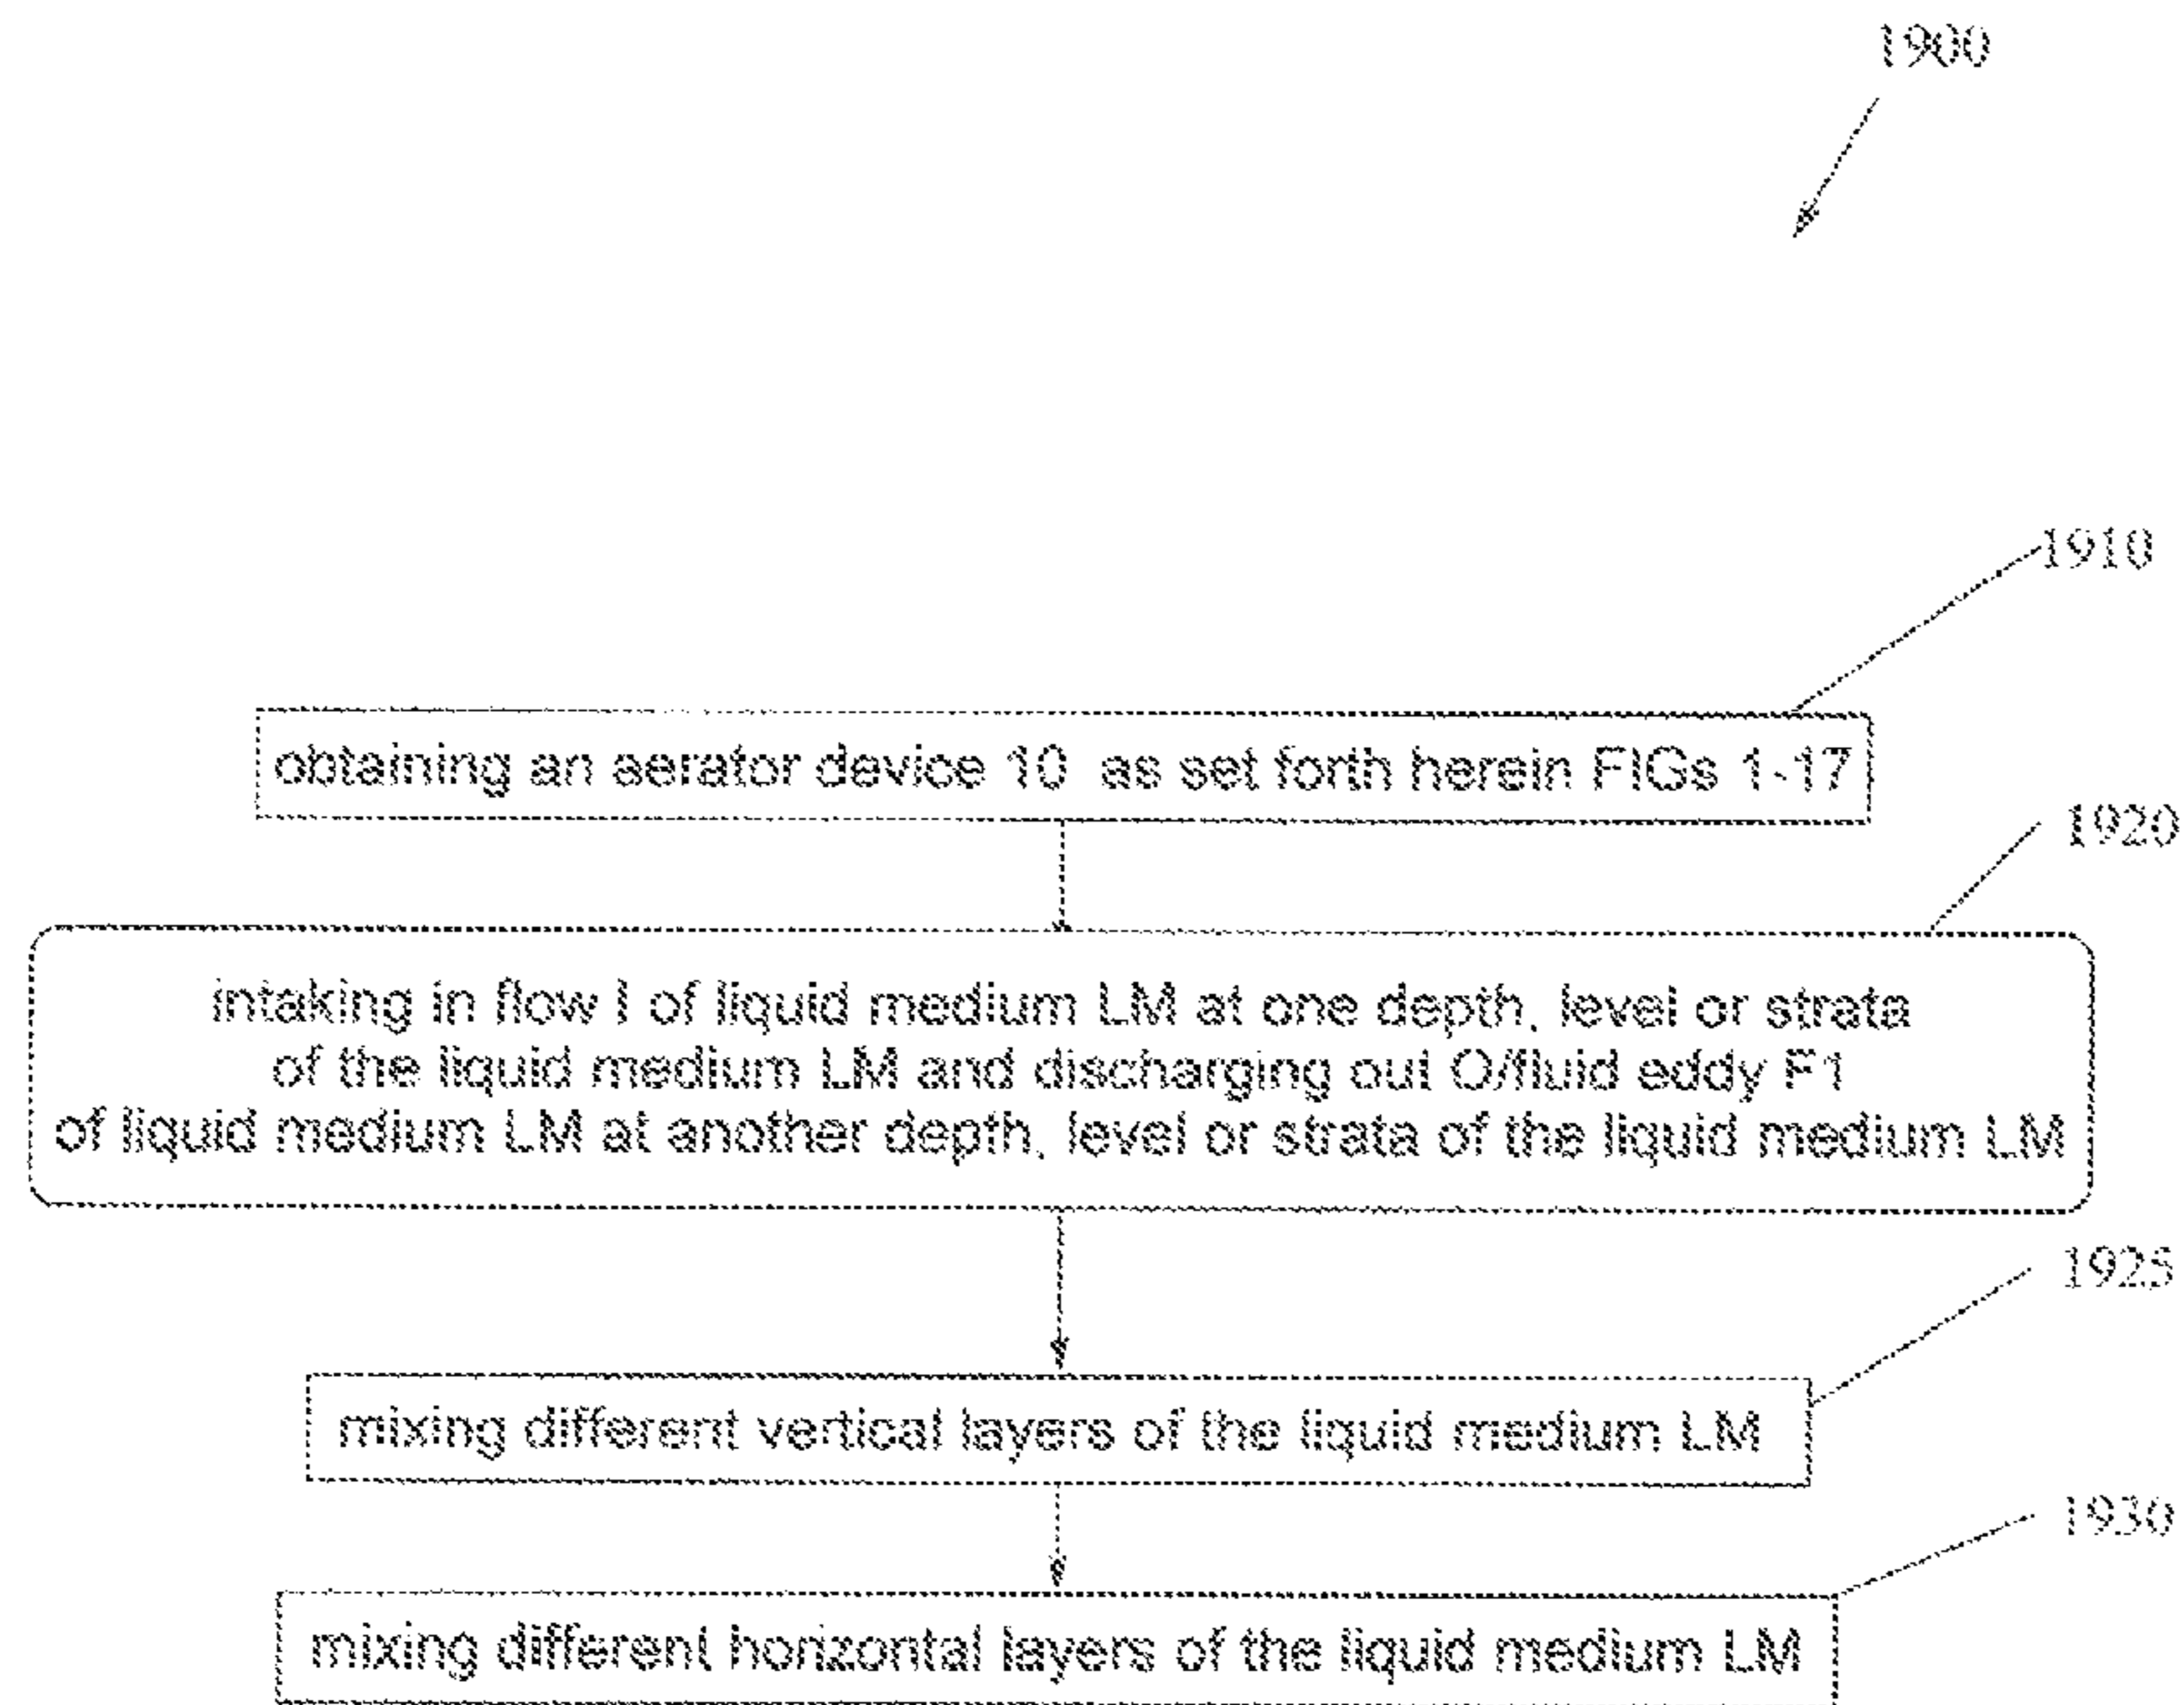 1900
1910
obtaining an aerator device 10 as set forth herein FIGs 1-17
1920
intaking in flow I of liquid medium LM at one depth, level or strata
of the liquid medium LM and discharging out O/fluid eddy F1
of liquid medium LM at another depth, level or strata of the liquid medium LM
1925
mixing different vertical layers of the liquid medium LM
1930
mixing different horizontal layers of the liquid medium LM